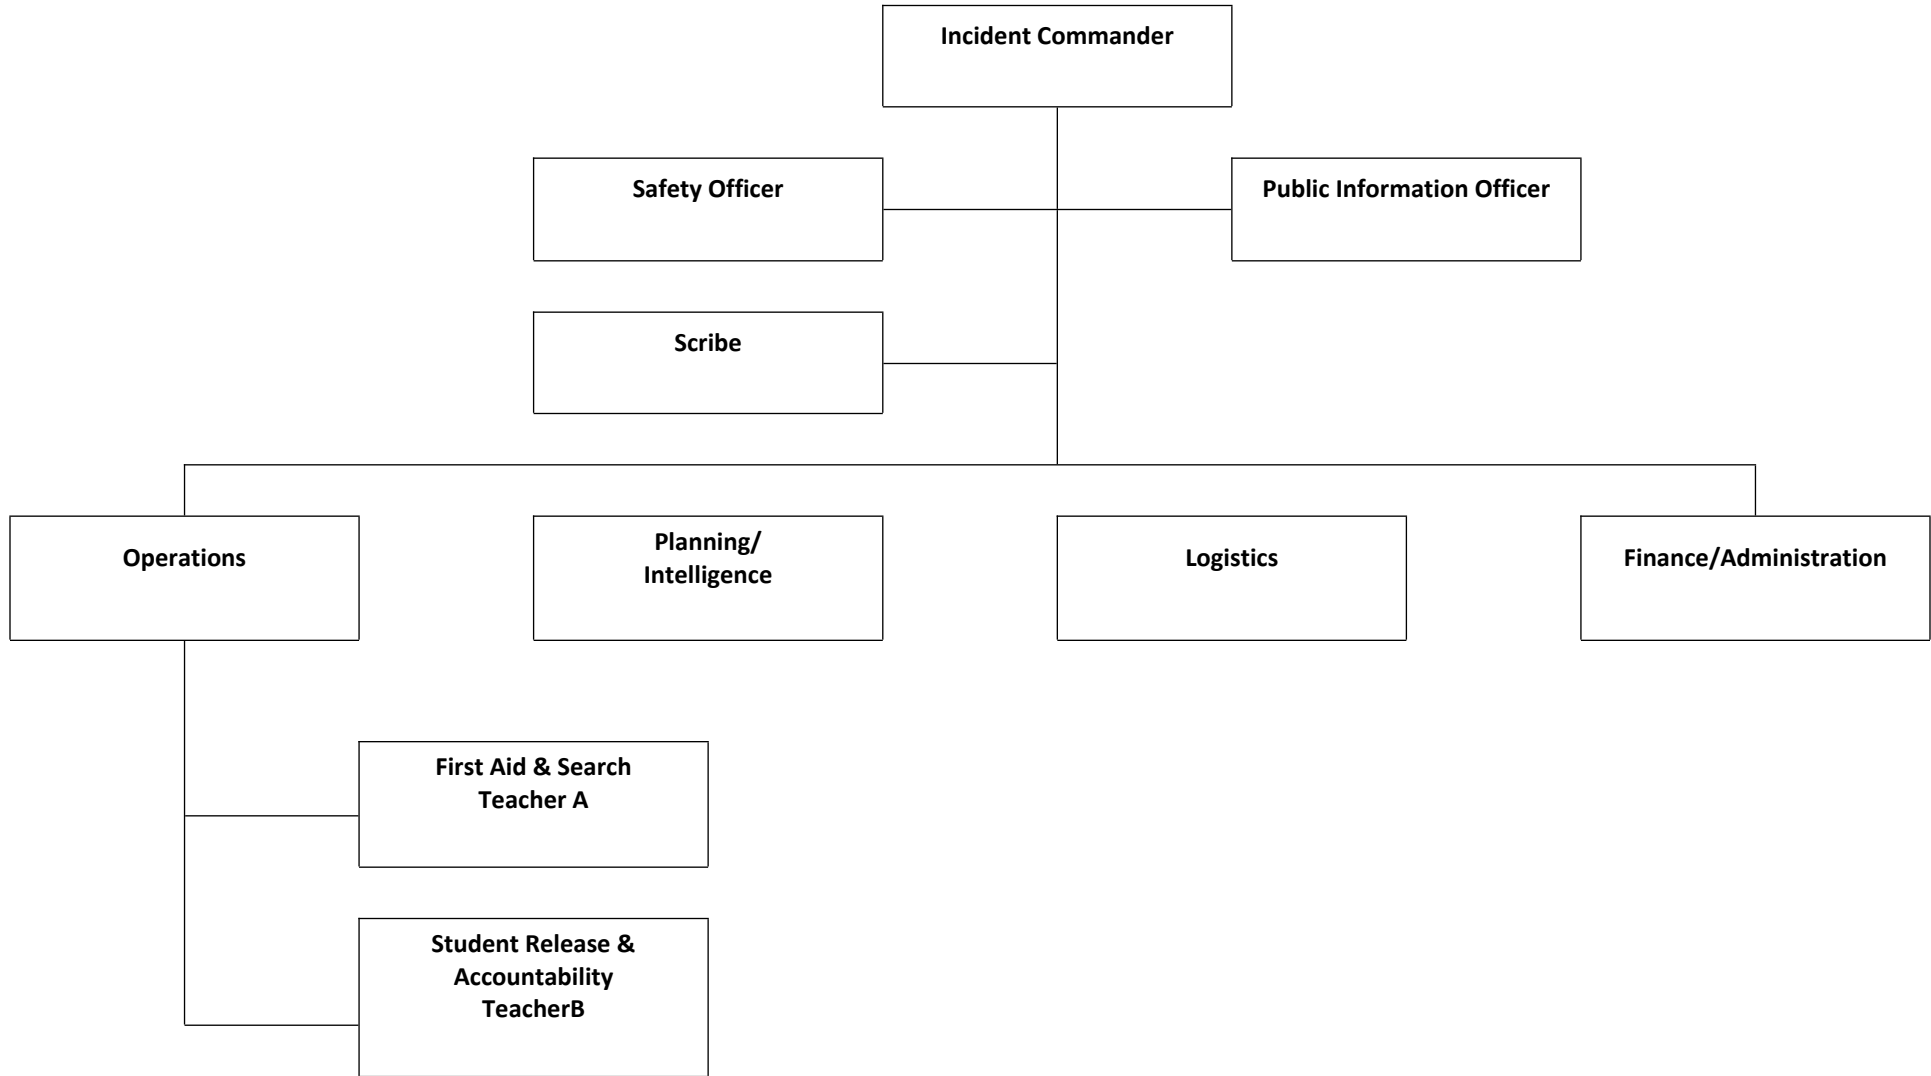 Incident Commander
Safety Officer
Public Information Officer
Scribe
Operations
Planning/
Intelligence
Logistics
Finance/Administration
First Aid & Search
Teacher A
Student Release &
Accountability
TeacherB